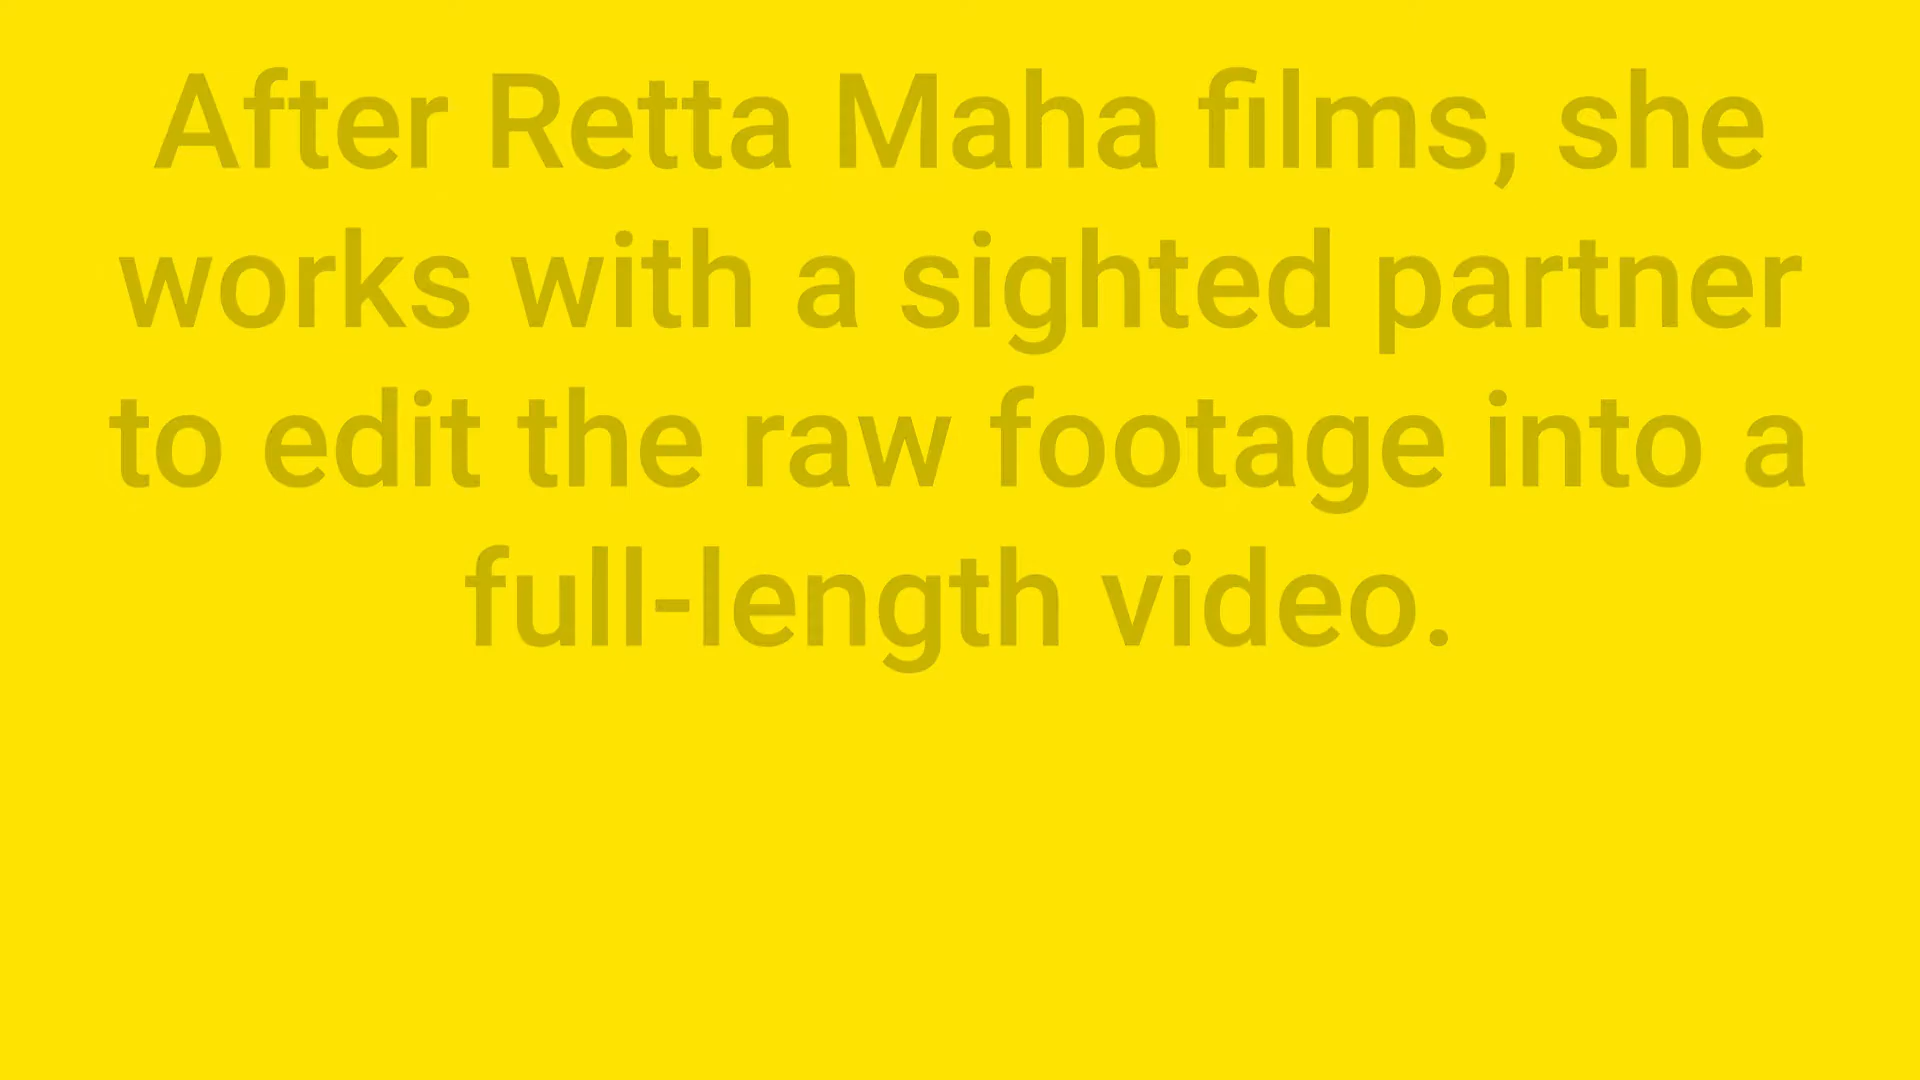 After Retta Maha films, she
works with a sighted partner
to edit the raw footage into a
full-length video.